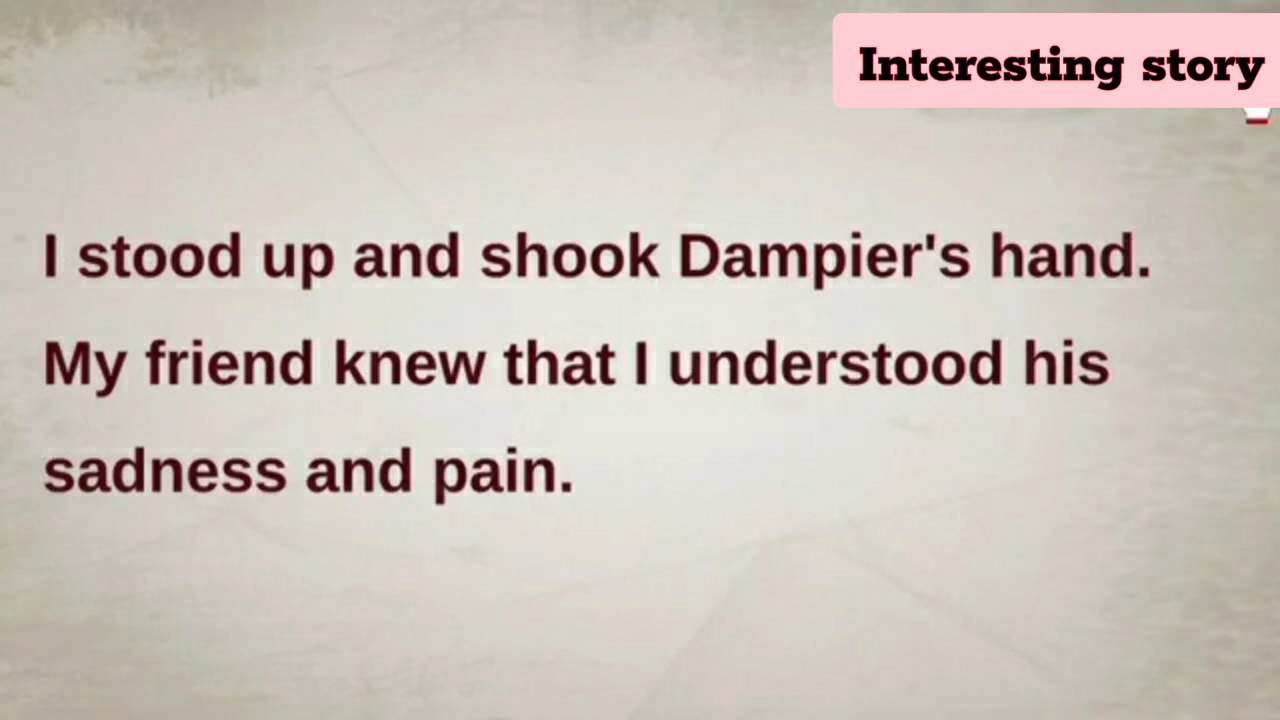 Interesting story
I stood up and shook Dampier's hand.
My friend knew that I understood his
sadness and pain.